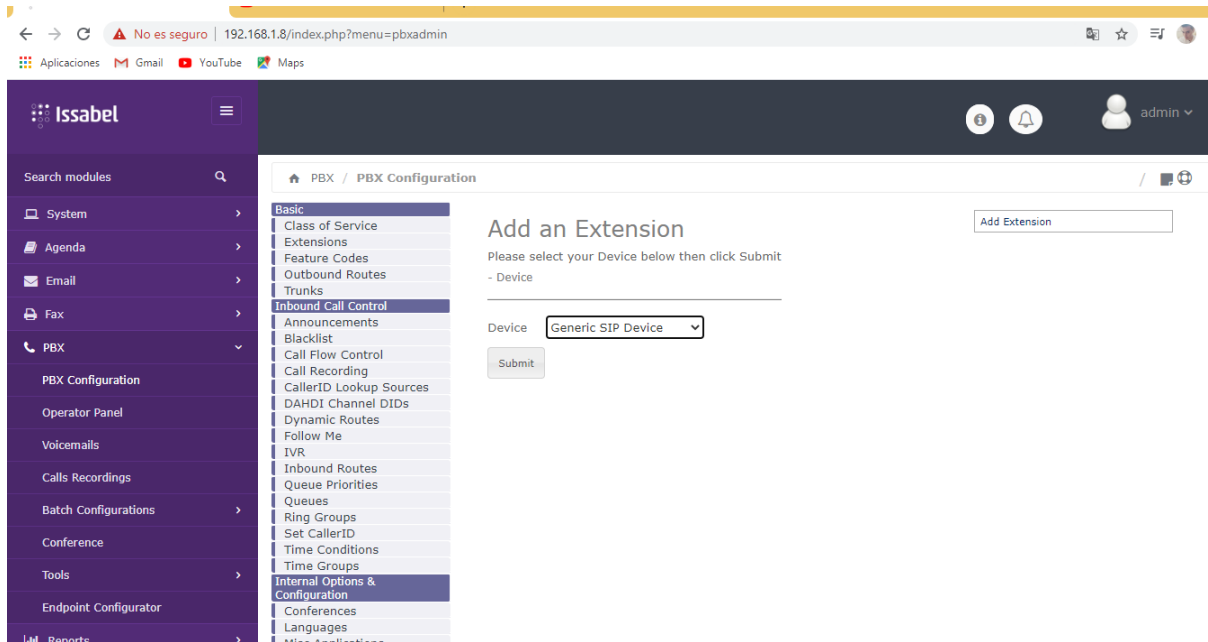 No es seguro | 192.168.1.8/index.php?menu=pbxadmin
Aplicaciones Gmail YouTube Maps
Issabel
admin
Search modules
PBX / PBX Configuration /
System
Agenda
Email
Fax
PBX
PBX Configuration
Operator Panel
Voicemails
Calls Recordings
Batch Configurations
Conference
Tools
Endpoint Configurator
Reports
Basic
Class of Service
Extensions
Feature Codes
Outbound Routes
Trunks
Inbound Call Control
Announcements
Blacklist
Call Flow Control
Call Recording
CallerID Lookup Sources
DAHDI Channel DIDs
Dynamic Routes
Follow Me
IVR
Inbound Routes
Queue Priorities
Queues
Ring Groups
Set CallerID
Time Conditions
Time Groups
Internal Options &
Configuration
Conferences
Languages
Misc Applications
Add an Extension
Please select your Device below then click Submit
- Device
Device Generic SIP Device
Submit
Add Extension